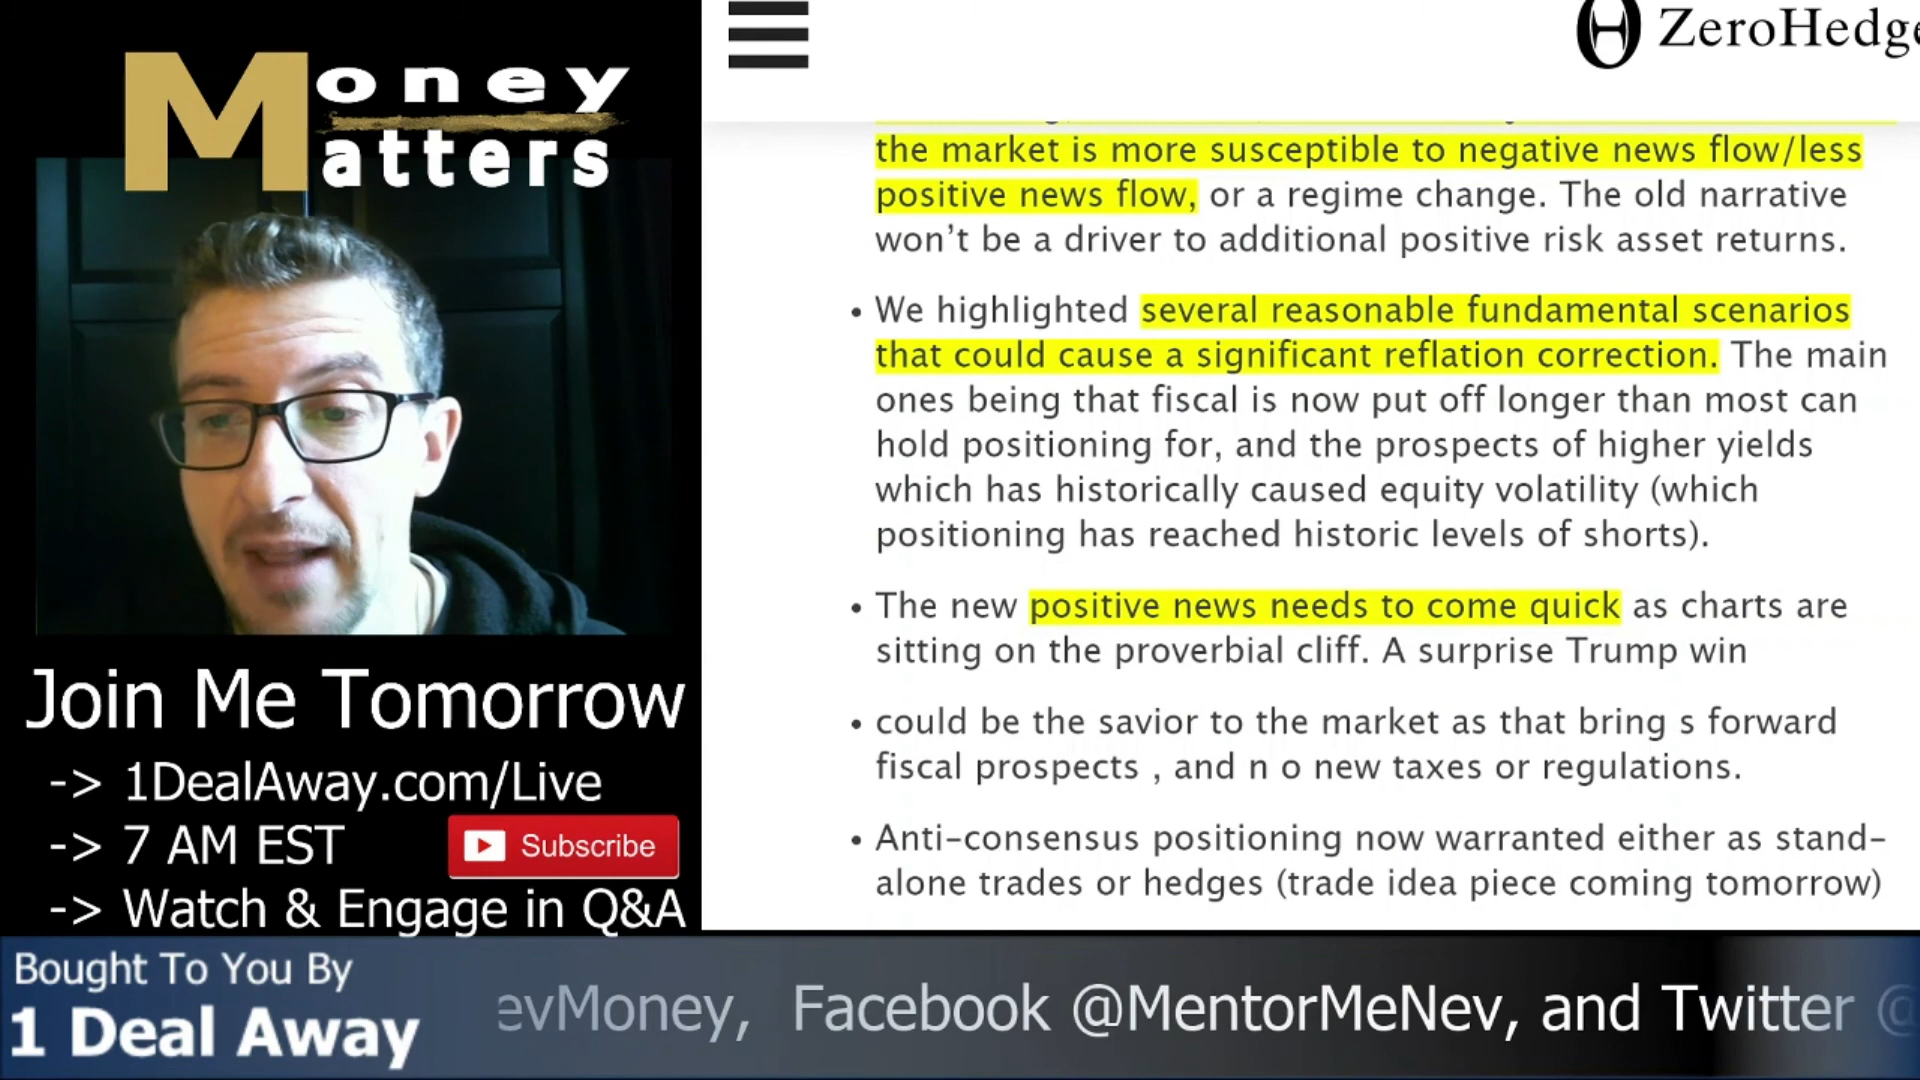 Money
Matters
Join Me Tomorrow
-> 1DealAway.com/Live
-> 7 AM EST
Subscribe
-> Watch & Engage in Q&A
ZeroHedge
the market is more susceptible to negative news flow/less
positive news flow, or a regime change. The old narrative
won't be a driver to additional positive risk asset returns.
• We highlighted several reasonable fundamental scenarios
that could cause a significant reflation correction. The main
ones being that fiscal is now put off longer than most can
hold positioning for, and the prospects of higher yields
which has historically caused equity volatility (which
positioning has reached historic levels of shorts).
• The new positive news needs to come quick as charts are
sitting on the proverbial cliff. A surprise Trump win
• could be the savior to the market as that bring s forward
fiscal prospects , and n o new taxes or regulations.
• Anti-consensus positioning now warranted either as stand-
alone trades or hedges (trade idea piece coming tomorrow)
Bought To You By
1 Deal Away
evMoney, Facebook @MentorMeNev, and Twitter @